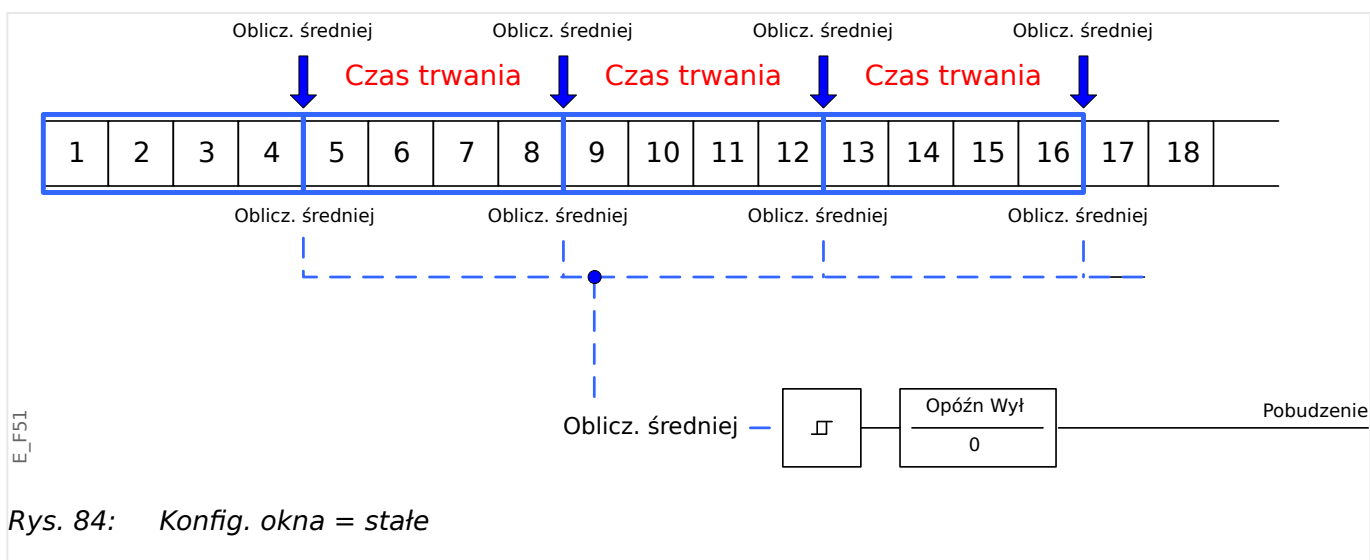 Oblicz. średniej Oblicz. średniej Oblicz. średniej Oblicz. średniej
Czas trwania Czas trwania Czas trwania
1 2 3 4 5 6 7 8 9 10 11 12 13 14 15 16 17 18
Oblicz. średniej Oblicz. średniej Oblicz. średniej Oblicz. średniej
Opóźn Wył
Pobudzenie
Oblicz. średniej
0
E_F51
Rys. 84: Konfig. okna = stałe